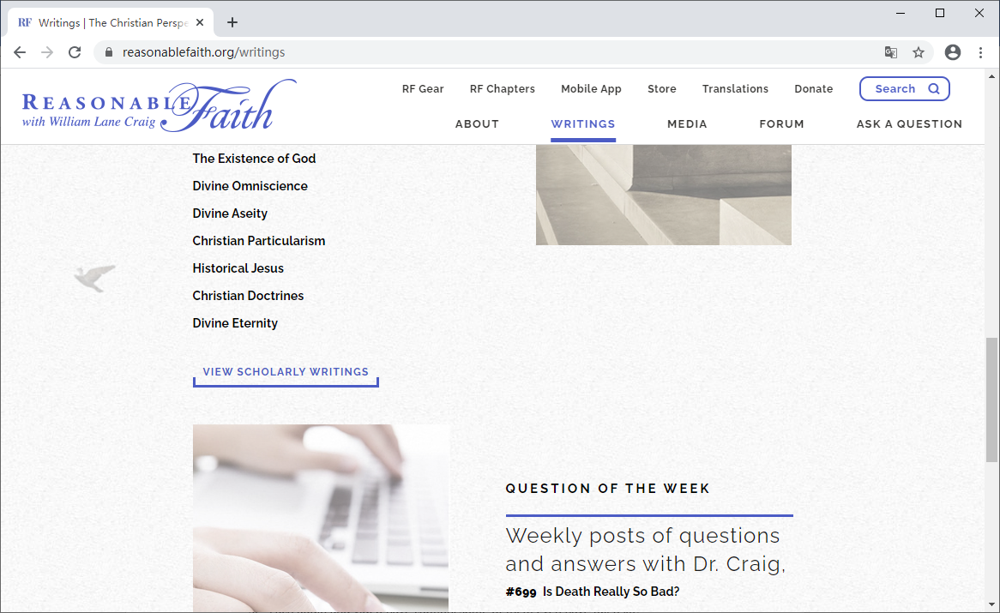 RF Writings | The Christian Perspe
reasonablefaith.org/writings
REASONABLE Faith
with William Lane Craig
RF Gear RF Chapters Mobile App Store Translations Donate Search
ABOUT WRITINGS MEDIA FORUM ASK A QUESTION
The Existence of God
Divine Omniscience
Divine Aseity
Christian Particularism
Historical Jesus
Christian Doctrines
Divine Eternity
VIEW SCHOLARLY WRITINGS
QUESTION OF THE WEEK
Weekly posts of questions
and answers with Dr. Craig,
#699 Is Death Really So Bad?